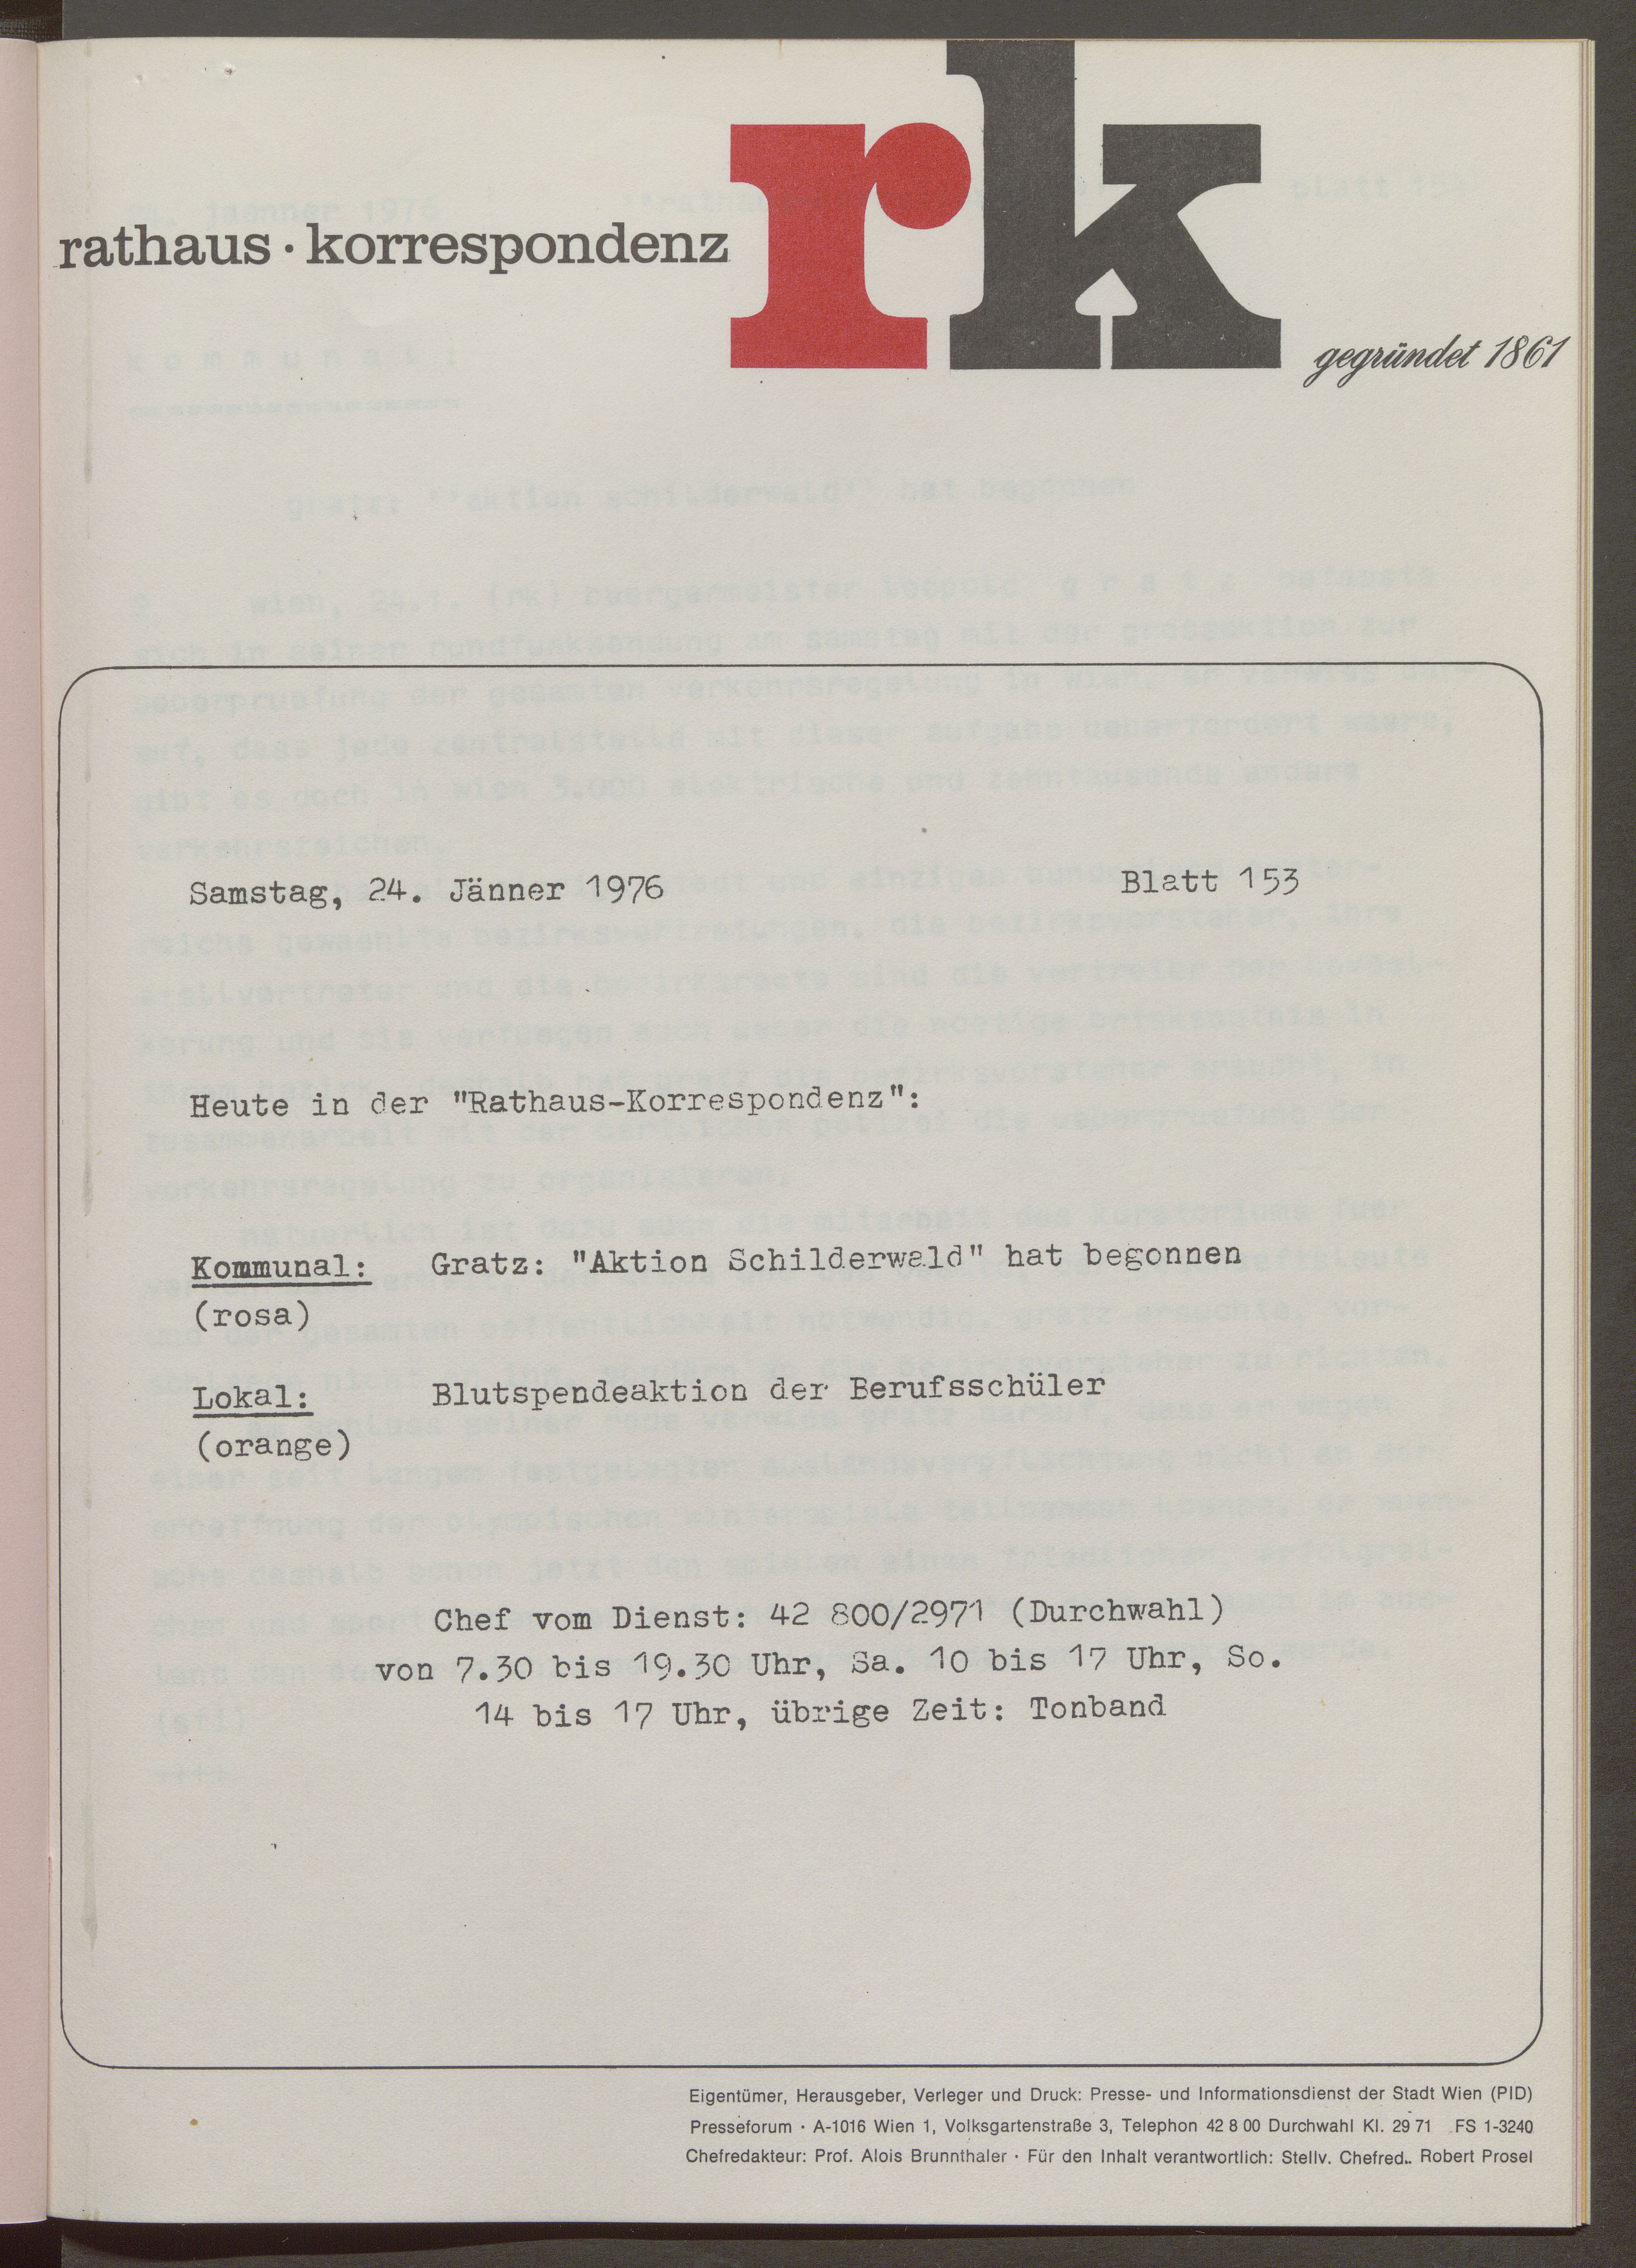 rk
rathaus · korrespondenz
gegründet 1861
Samstag, 24. Jänner 1976 Blatt 153
Heute in der "Rathaus-Korrespondenz":
Kommunal: Gratz: "Aktion Schilderwald" hat begonnen
(rosa)
Lokal: Blutspendeaktion der Berufsschüler
(orange)
Chef vom Dienst: 42 800/2971 (Durchwahl)
von 7.30 bis 19.30 Uhr, Sa. 10 bis 17 Uhr, So.
14 bis 17 Uhr, übrige Zeit: Tonband
Eigentümer, Herausgeber, Verleger und Druck: Presse- und Informationsdienst der Stadt Wien (PID)
Presseforum · A-1016 Wien 1, Volksgartenstraße 3, Telephon 42 8 00 Durchwahl Kl. 29 71 FS 1-3240
Chefredakteur: Prof. Alois Brunnthaler · Für den Inhalt verantwortlich: Stellv. Chefred.. Robert Prosel